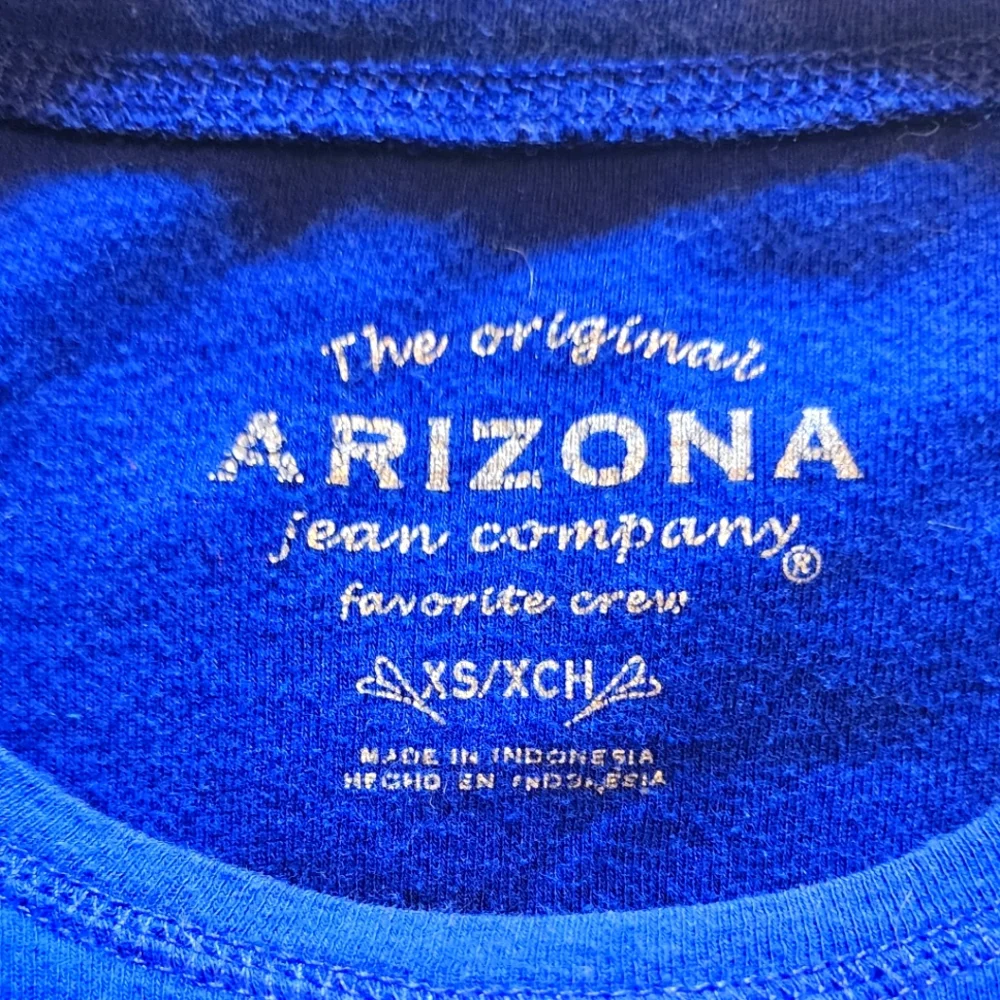 The original
ARIZONA
jean company®
favorite crew
XS/XCH
MADE IN INDONESIA
HECHO EN INDONESIA